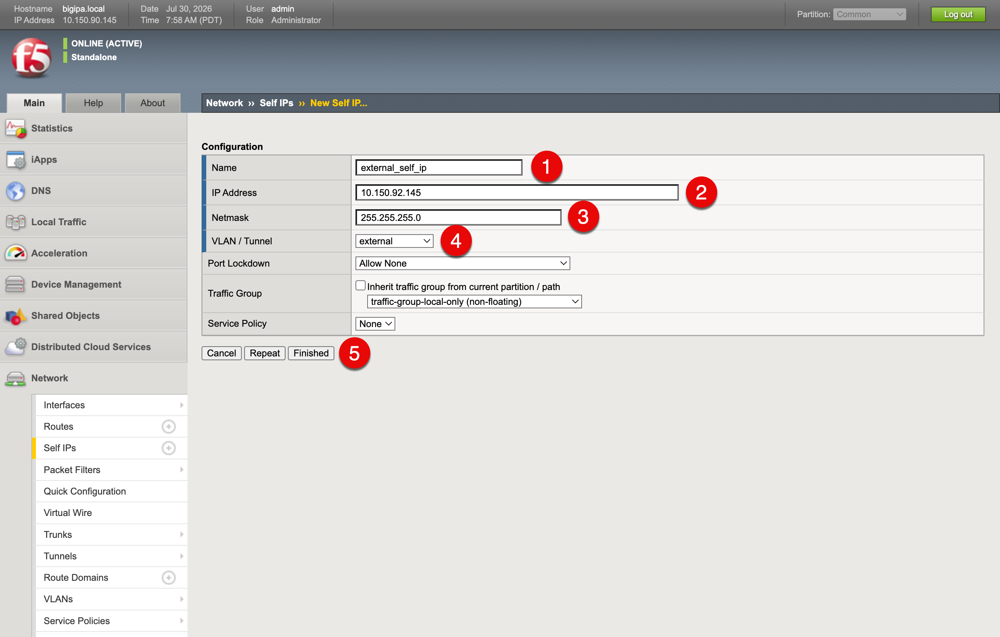 Hostname bigipa.local Date Jul 30, 2026 User admin Partition: Common Log out
IP Address 10.150.90.145 Time 7:58 AM (PDT) Role Administrator
f5
ONLINE (ACTIVE)
Standalone
Main Help About
Network ›› Self IPs ›› New Self IP...
Statistics
iApps
DNS
Local Traffic
Acceleration
Device Management
Shared Objects
Distributed Cloud Services
Network
Interfaces
Routes
Self IPs
Packet Filters
Quick Configuration
Virtual Wire
Trunks
Tunnels
Route Domains
VLANs
Service Policies
Configuration
Name external_self_ip 1
IP Address 10.150.92.145 2
Netmask 255.255.255.0 3
VLAN / Tunnel external 4
Port Lockdown Allow None
Traffic Group Inherit traffic group from current partition / path
traffic-group-local-only (non-floating)
Service Policy None
Cancel Repeat Finished 5